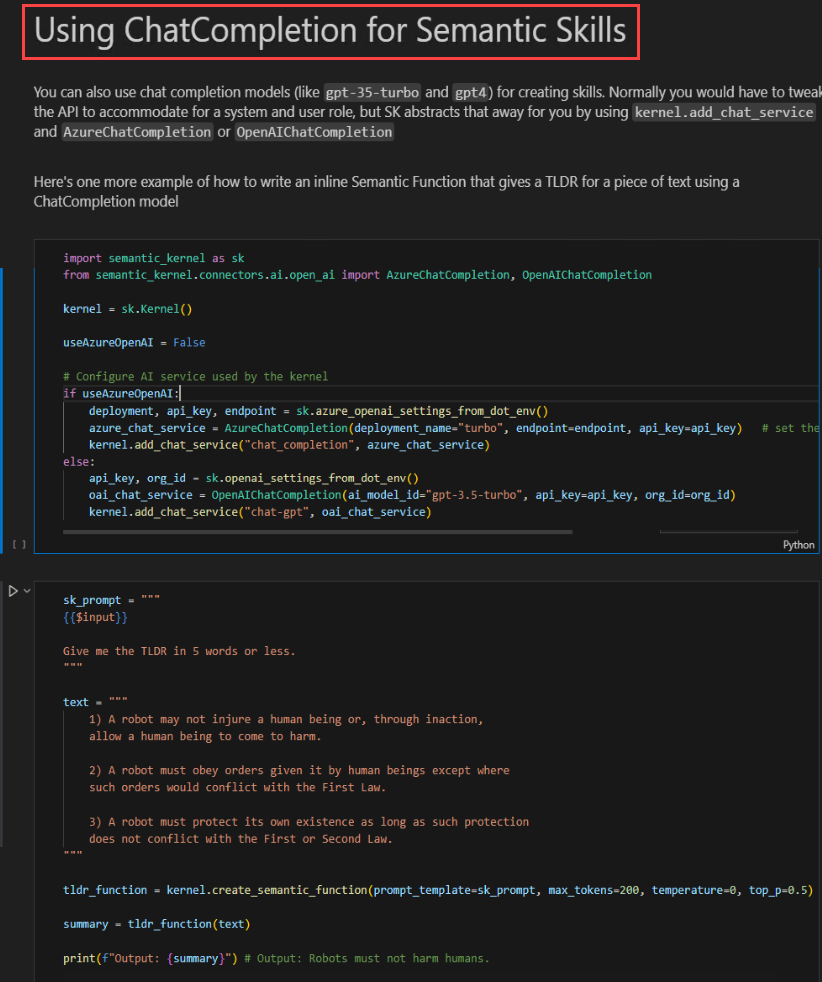 Using ChatCompletion for Semantic Skills
You can also use chat completion models (like gpt-35-turbo and gpt4) for creating skills. Normally you would have to tweak
the API to accommodate for a system and user role, but SK abstracts that away for you by using kernel.add_chat_service
and AzureChatCompletion or OpenAIChatCompletion
Here's one more example of how to write an inline Semantic Function that gives a TLDR for a piece of text using a
ChatCompletion model
import semantic_kernel as sk
from semantic_kernel.connectors.ai.open_ai import AzureChatCompletion, OpenAIChatCompletion
kernel = sk.Kernel()
useAzureOpenAI = False
# Configure AI service used by the kernel
if useAzureOpenAI:
    deployment, api_key, endpoint = sk.azure_openai_settings_from_dot_env()
    azure_chat_service = AzureChatCompletion(deployment_name="turbo", endpoint=endpoint, api_key=api_key)   # set the
    kernel.add_chat_service("chat_completion", azure_chat_service)
else:
    api_key, org_id = sk.openai_settings_from_dot_env()
    oai_chat_service = OpenAIChatCompletion(ai_model_id="gpt-3.5-turbo", api_key=api_key, org_id=org_id)
    kernel.add_chat_service("chat-gpt", oai_chat_service)
[ ]
Python
sk_prompt = """
{{$input}}
Give me the TLDR in 5 words or less.
"""
text = """
    1) A robot may not injure a human being or, through inaction,
    allow a human being to come to harm.
    2) A robot must obey orders given it by human beings except where
    such orders would conflict with the First Law.
    3) A robot must protect its own existence as long as such protection
    does not conflict with the First or Second Law.
"""
tldr_function = kernel.create_semantic_function(prompt_template=sk_prompt, max_tokens=200, temperature=0, top_p=0.5)
summary = tldr_function(text)
print(f"Output: {summary}") # Output: Robots must not harm humans.